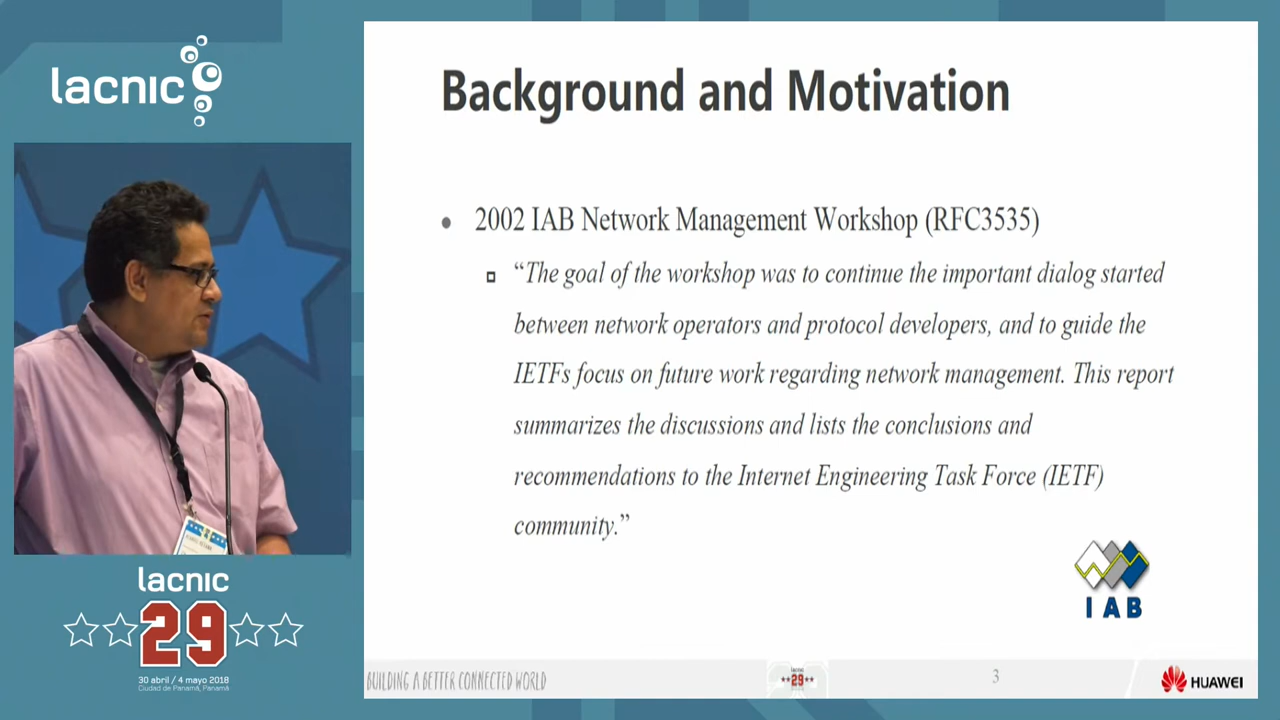 lacnic
lacnic
29
30 abril / 4 mayo 2018
Ciudad de Panamá, Panamá
Background and Motivation
2002 IAB Network Management Workshop (RFC3535)
“The goal of the workshop was to continue the important dialog started
between network operators and protocol developers, and to guide the
IETFs focus on future work regarding network management. This report
summarizes the discussions and lists the conclusions and
recommendations to the Internet Engineering Task Force (IETF)
community.”
IAB
BUILDING A BETTER CONNECTED WORLD
lacnic
29
3
HUAWEI